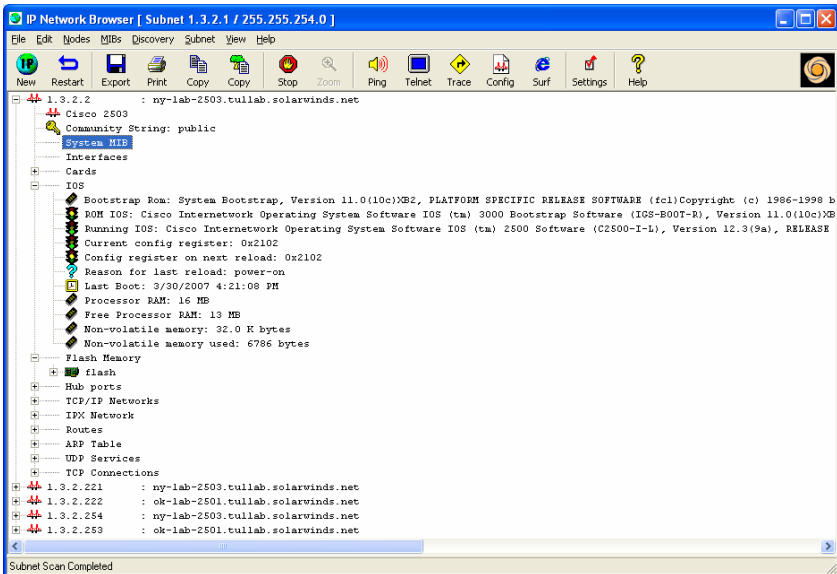 IP Network Browser [ Subnet 1.3.2.1 / 255.255.254.0 ]
File Edit Nodes MIBs Discovery Subnet View Help
IP
New Restart Export Print Copy Copy Stop Zoom Ping Telnet Trace Config Surf Settings Help
1.3.2.2 : ny-lab-2503.tullab.solarwinds.net
Cisco 2503
Community String: public
System MIB
Interfaces
Cards
IOS
Bootstrap Rom: System Bootstrap, Version 11.0(10c)XB2, PLATFORM SPECIFIC RELEASE SOFTWARE (fc1)Copyright (c) 1986-1998 b
ROM IOS: Cisco Internetwork Operating System Software IOS (tm) 3000 Bootstrap Software (IGS-BOOT-R), Version 11.0(10c)XB
Running IOS: Cisco Internetwork Operating System Software IOS (tm) 2500 Software (C2500-I-L), Version 12.3(9a), RELEASE
Current config register: 0x2102
Config register on next reload: 0x2102
Reason for last reload: power-on
Last Boot: 3/30/2007 4:21:08 PM
Processor RAM: 16 MB
Free Processor RAM: 13 MB
Non-volatile memory: 32.0 K bytes
Non-volatile memory used: 6786 bytes
Flash Memory
flash
Hub ports
TCP/IP Networks
IPX Network
Routes
ARP Table
UDP Services
TCP Connections
1.3.2.221 : ny-lab-2503.tullab.solarwinds.net
1.3.2.222 : ok-lab-2501.tullab.solarwinds.net
1.3.2.254 : ny-lab-2503.tullab.solarwinds.net
1.3.2.253 : ok-lab-2501.tullab.solarwinds.net
Subnet Scan Completed